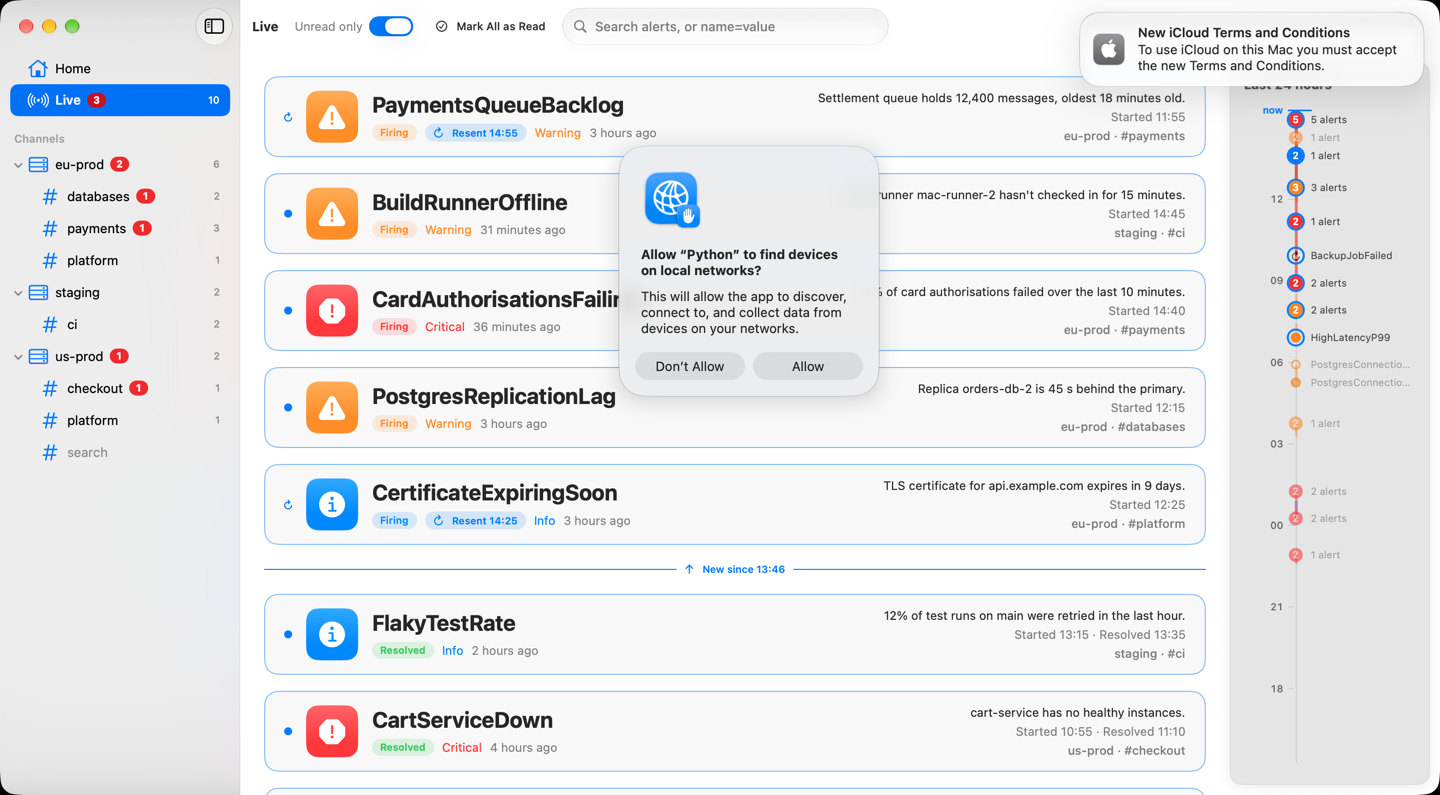 Live
Unread only
Mark All as Read
Search alerts, or name=value
New iCloud Terms and Conditions
To use iCloud on this Mac you must accept
the new Terms and Conditions.
Home
Live 3 10
Channels
eu-prod 2 6
databases 1 1
payments 1 3
platform 2
staging 2
ci 2
us-prod 1 2
checkout 1 1
platform 1
search
PaymentsQueueBacklog
Firing Resent 14:55 Warning 3 hours ago
Settlement queue holds 12,400 messages, oldest 18 minutes old.
Started 11:55
eu-prod · #payments
BuildRunnerOffline
Firing Warning 31 minutes ago
runner mac-runner-2 hasn't checked in for 15 minutes.
Started 14:45
staging · #ci
Allow “Python” to find devices
on local networks?
This will allow the app to discover,
connect to, and collect data from
devices on your networks.
Don’t Allow
Allow
Firing Critical 36 minutes ago
of card authorisations failed over the last 10 minutes.
Started 14:40
eu-prod · #payments
PostgresReplicationLag
Firing Warning 3 hours ago
Replica orders-db-2 is 45 s behind the primary.
Started 12:15
eu-prod · #databases
CertificateExpiringSoon
Firing Resent 14:25 Info 3 hours ago
TLS certificate for api.example.com expires in 9 days.
Started 12:25
eu-prod · #platform
New since 13:46
FlakyTestRate
Resolved Info 2 hours ago
12% of test runs on main were retried in the last hour.
Started 13:15 · Resolved 13:35
staging · #ci
CartServiceDown
Resolved Critical 4 hours ago
cart-service has no healthy instances.
Started 10:55 · Resolved 11:10
us-prod · #checkout
Last 24 hours
now
5 5 alerts
2 1 alert
2 1 alert
3 3 alerts
12
2 1 alert
BackupJobFailed
09 2 2 alerts
2 2 alerts
HighLatencyP99
06 PostgresConnectio...
PostgresConnectio...
2 1 alert
03
2 2 alerts
2 2 alerts
00
2 1 alert
21
18